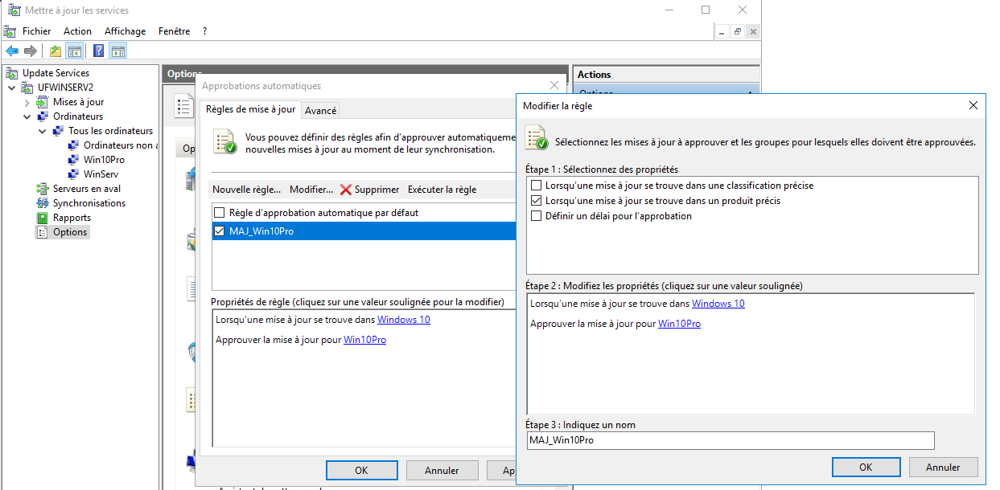 Mettre à jour les services
Fichier Action Affichage Fenêtre ?
Update Services
UFWINSERV2
Mises à jour
Ordinateurs
Tous les ordinateurs
Ordinateurs non a
Win10Pro
WinServ
Serveurs en aval
Synchronisations
Rapports
Options
Options
Op
Approbations automatiques
Règles de mise à jour Avancé
Vous pouvez définir des règles afin d'approuver automatiqueme
nouvelles mises à jour au moment de leur synchronisation.
Nouvelle règle... Modifier... Supprimer Exécuter la règle
Règle d'approbation automatique par défaut
MAJ_Win10Pro
Propriétés de règle (cliquez sur une valeur soulignée pour la modifier)
Lorsqu'une mise à jour se trouve dans Windows 10
Approuver la mise à jour pour Win10Pro
OK Annuler Ap
Actions
Options
Modifier la règle
Sélectionnez les mises à jour à approuver et les groupes pour lesquels elles doivent être approuvées.
Étape 1 : Sélectionnez des propriétés
Lorsqu'une mise à jour se trouve dans une classification précise
Lorsqu'une mise à jour se trouve dans un produit précis
Définir un délai pour l'approbation
Étape 2 : Modifiez les propriétés (cliquez sur une valeur soulignée)
Lorsqu'une mise à jour se trouve dans Windows 10
Approuver la mise à jour pour Win10Pro
Étape 3 : Indiquez un nom
MAJ_Win10Pro
OK Annuler